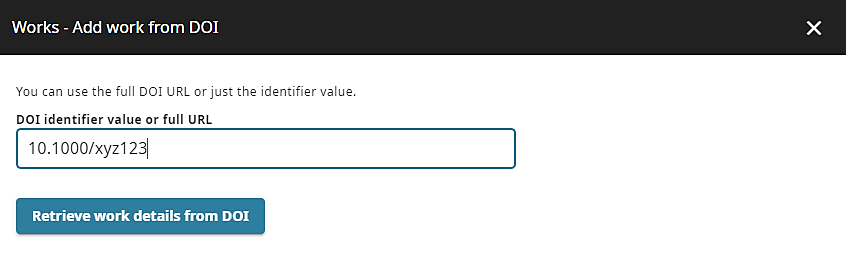 Works - Add work from DOI
You can use the full DOI URL or just the identifier value.
DOI identifier value or full URL
10.1000/xyz123
Retrieve work details from DOI